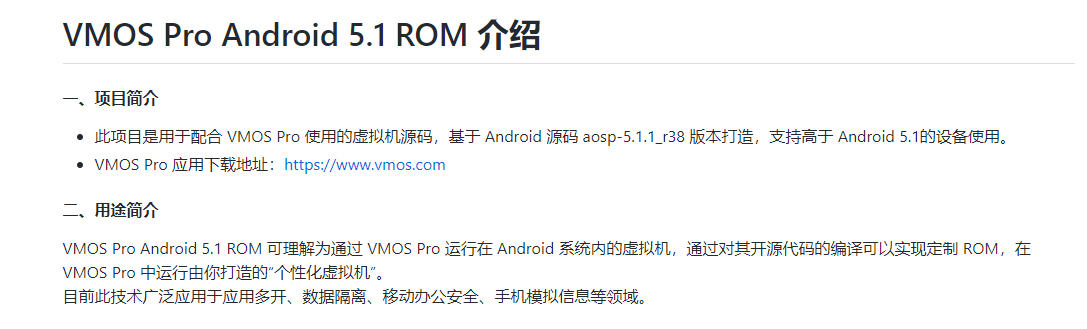 VMOS Pro Android 5.1 ROM 介绍
一、项目简介
• 此项目是用于配合 VMOS Pro 使用的虚拟机源码，基于 Android 源码 aosp-5.1.1_r38 版本打造，支持高于 Android 5.1的设备使用。
• VMOS Pro 应用下载地址：https://www.vmos.com
二、用途简介
VMOS Pro Android 5.1 ROM 可理解为通过 VMOS Pro 运行在 Android 系统内的虚拟机，通过对其开源代码的编译可以实现定制 ROM，在
VMOS Pro 中运行由你打造的“个性化虚拟机”。
目前此技术广泛应用于应用多开、数据隔离、移动办公安全、手机模拟信息等领域。